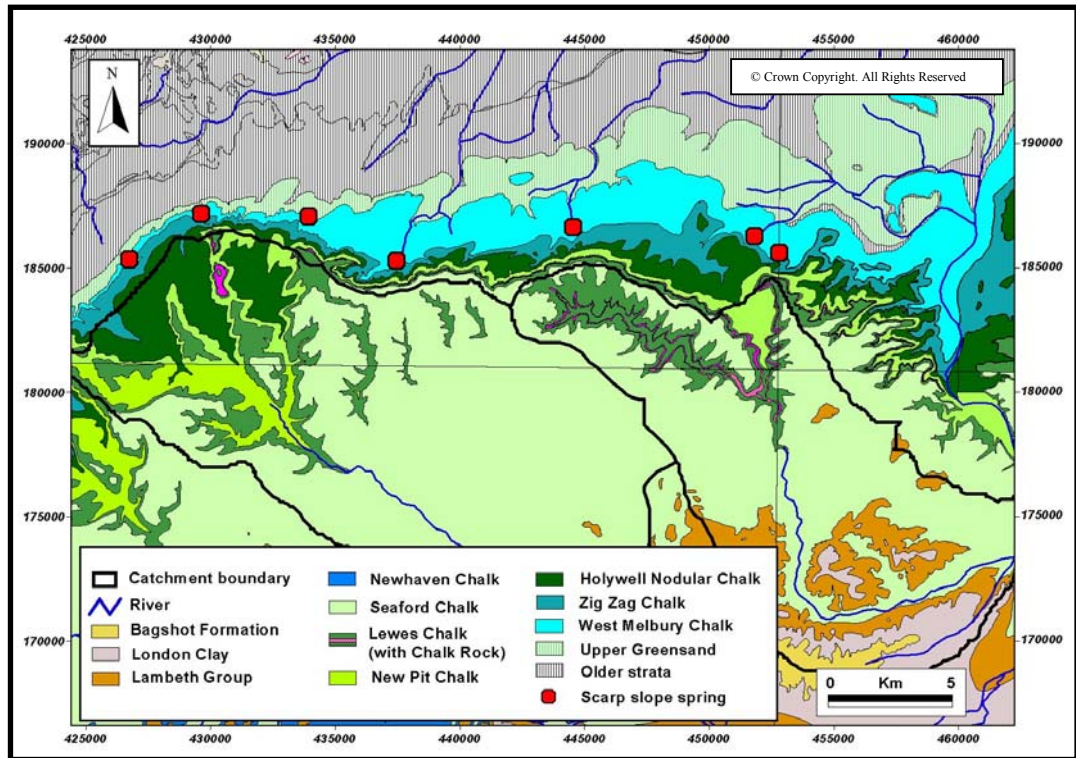 425000 430000 435000 440000 445000 450000 455000 460000
N
© Crown Copyright. All Rights Reserved
190000 190000
185000 185000
180000 180000
175000 175000
170000 170000
Catchment boundary
River
Bagshot Formation
London Clay
Lambeth Group
Newhaven Chalk
Seaford Chalk
Lewes Chalk
(with Chalk Rock)
New Pit Chalk
Holywell Nodular Chalk
Zig Zag Chalk
West Melbury Chalk
Upper Greensand
Older strata
Scarp slope spring
0 Km 5
425000 430000 435000 440000 445000 450000 455000 460000